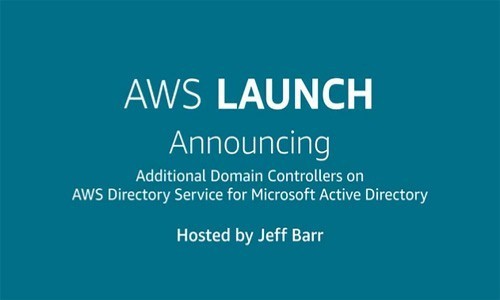 AWS LAUNCH
Announcing
Additional Domain Controllers on
AWS Directory Service for Microsoft Active Directory
Hosted by Jeff Barr